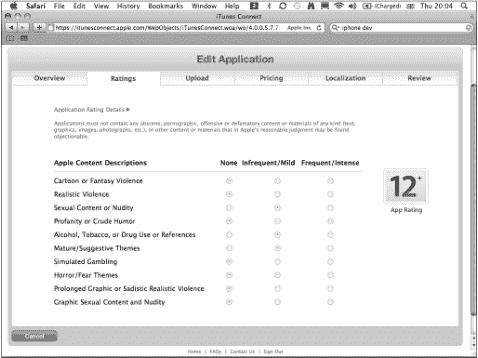 Safari File Edit View History Bookmarks Window Help (Charged) Thu 20:04
iTunes Connect
https://itunesconnect.apple.com/WebObjects/iTunesConnect.woa/wo/4.0.0.5.7.7. Apple Inc. iphone dev
Edit Application
Overview Ratings Upload Pricing Localization Review
Application Rating Details ▶
Applications must not contain any obscene, pornographic, offensive or defamatory content or materials of any kind (text,
graphics, images, photographs, etc.), or other content or materials that in Apple's reasonable judgment may be found
objectionable.
Apple Content Descriptions None Infrequent/Mild Frequent/Intense
Cartoon or Fantasy Violence
Realistic Violence
Sexual Content or Nudity
Profanity or Crude Humor
Alcohol, Tobacco, or Drug Use or References
Mature/Suggestive Themes
Simulated Gambling
Horror/Fear Themes
Prolonged Graphic or Sadistic Realistic Violence
Graphic Sexual Content and Nudity
12+
App Rating
Cancel
Home | FAQs | Contact Us | Sign Out